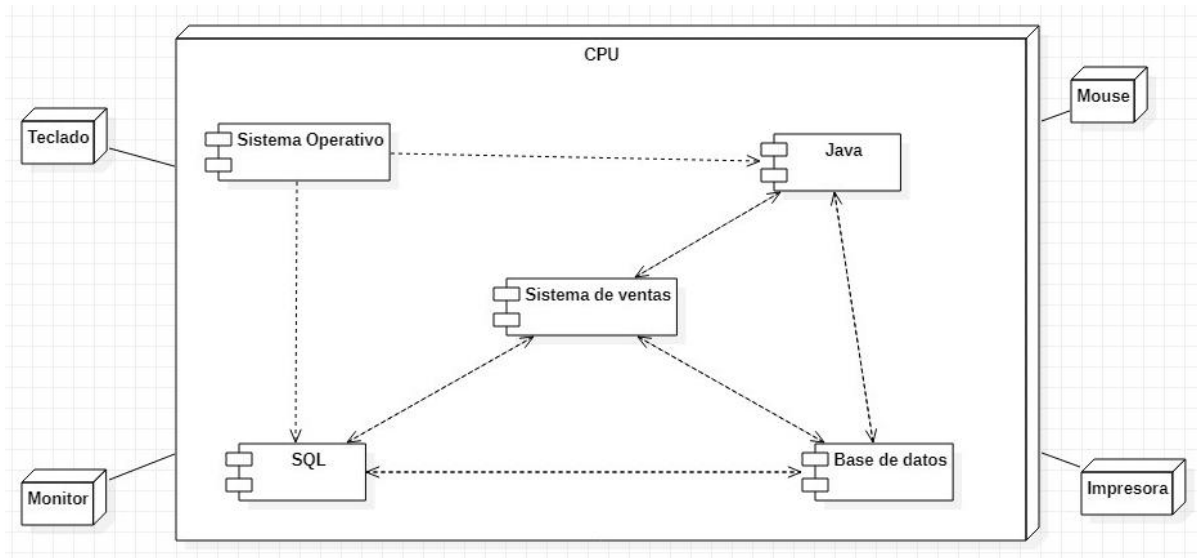 CPU
Teclado
Mouse
Sistema Operativo
Java
Sistema de ventas
SQL
Base de datos
Monitor
Impresora